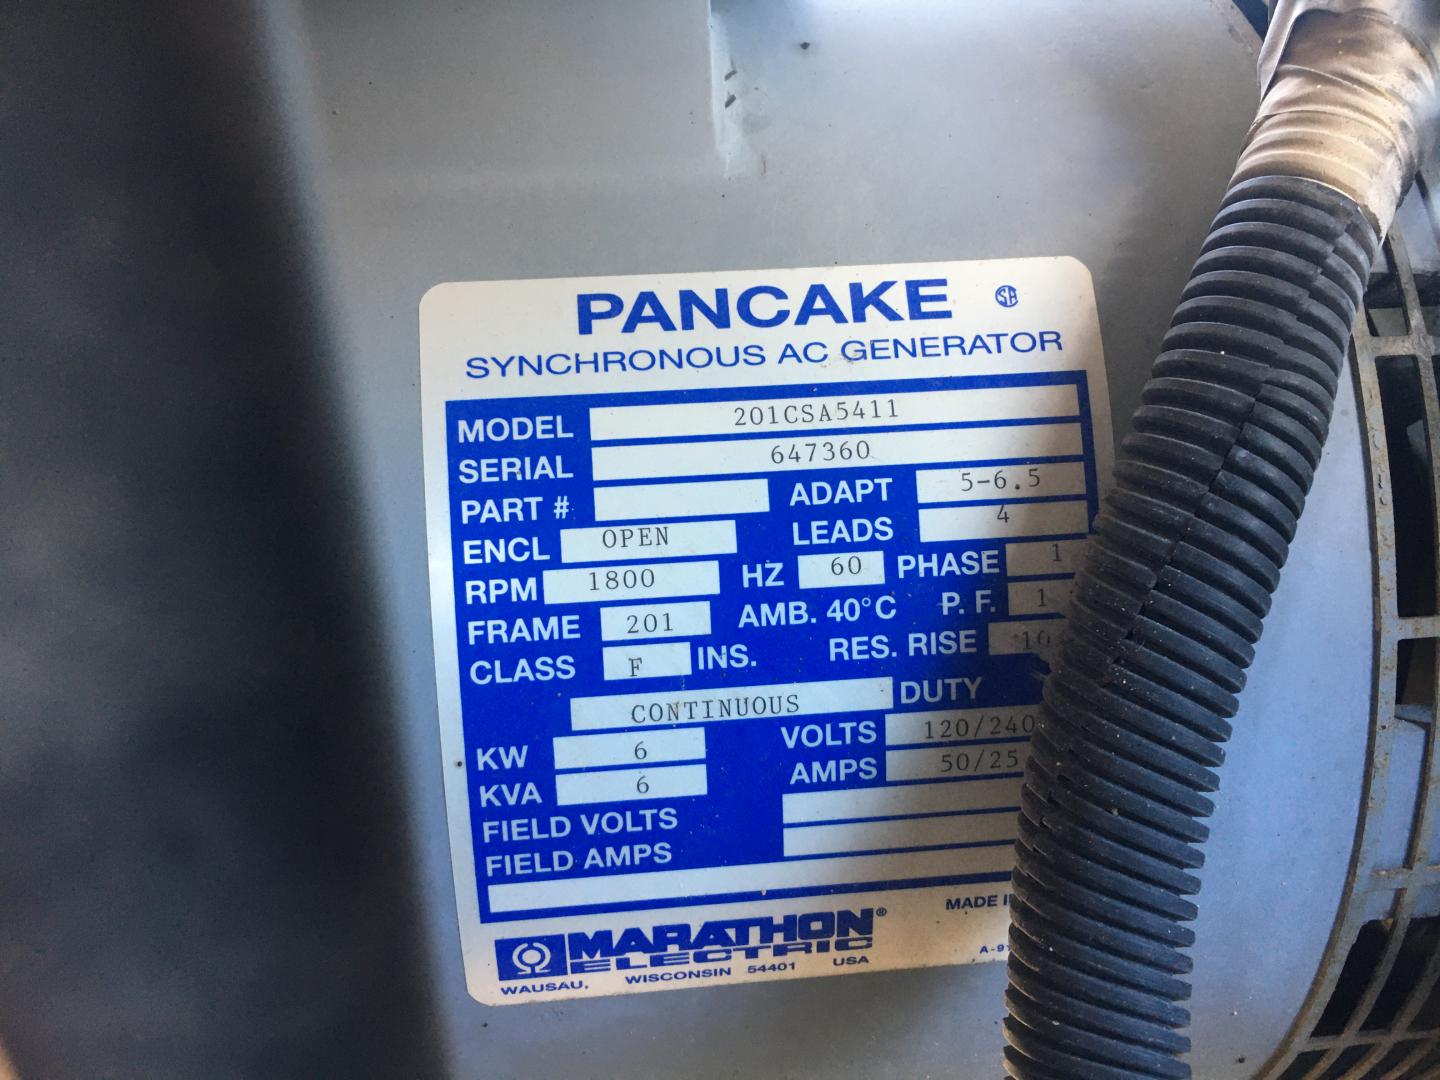 PANCAKE
SYNCHRONOUS AC GENERATOR
MODEL 201CSA5411
SERIAL 647360
PART # ADAPT 5-6.5
ENCL OPEN LEADS 4
RPM 1800 HZ 60 PHASE 1
FRAME 201 AMB. 40°C P. F. 1
CLASS F INS. RES. RISE
CONTINUOUS DUTY
KW 6 VOLTS 120/240
KVA 6 AMPS 50/25
FIELD VOLTS
FIELD AMPS
MARATHON®
ELECTRIC
MADE
WAUSAU, WISCONSIN 54401 USA